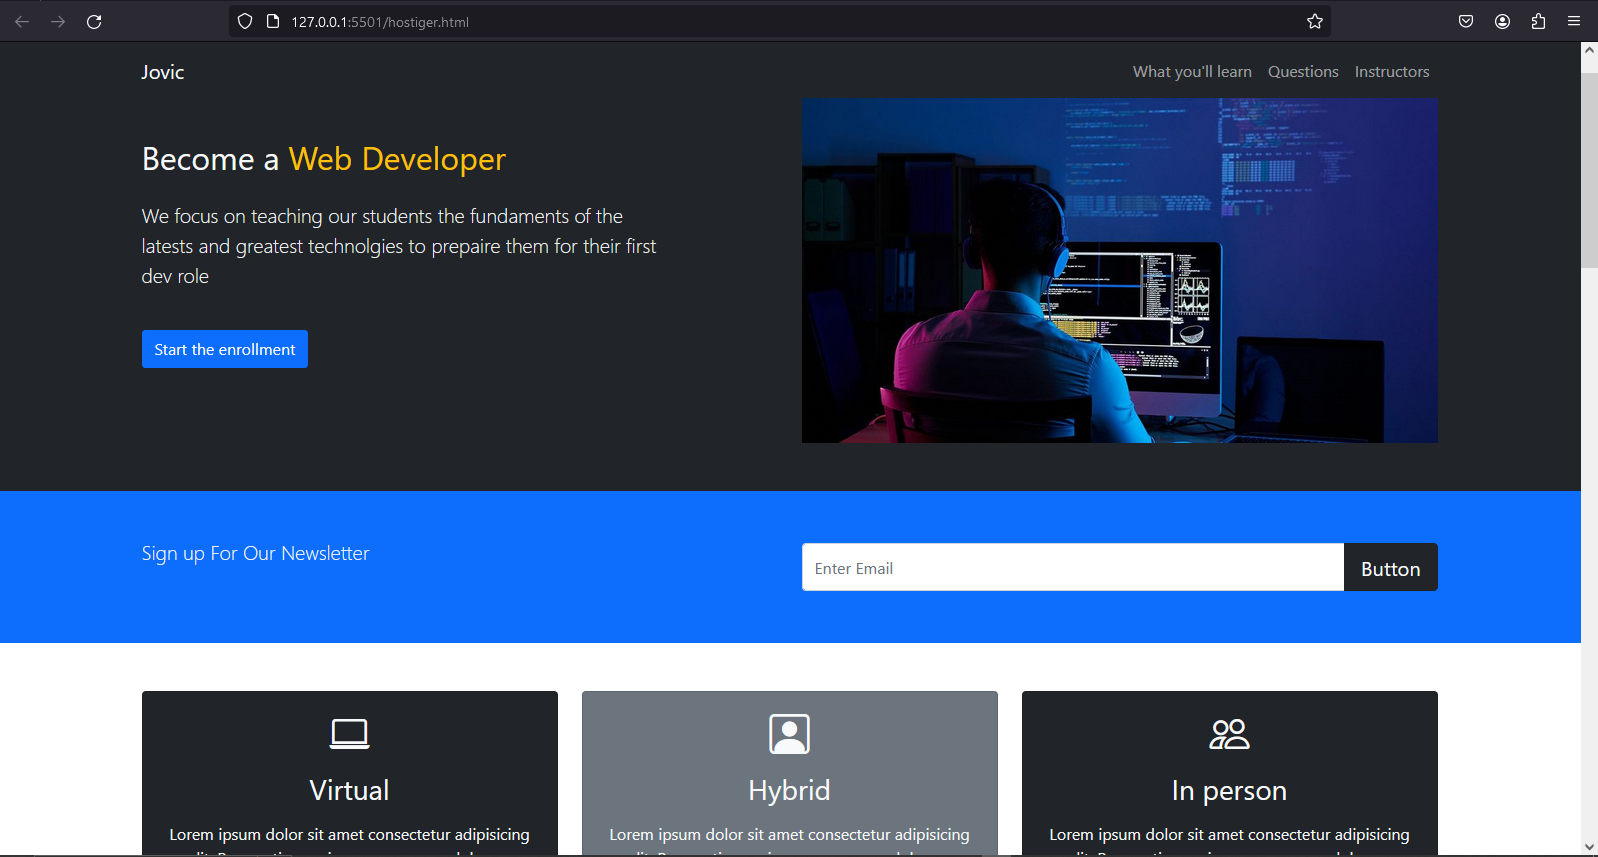 127.0.0.1:5501/hostiger.html
Jovic
What you'll learn Questions Instructors
Become a Web Developer
We focus on teaching our students the fundaments of the
latests and greatest technolgies to prepaire them for their first
dev role
Start the enrollment
Sign up For Our Newsletter
Enter Email
Button
Virtual
Lorem ipsum dolor sit amet consectetur adipisicing
Hybrid
Lorem ipsum dolor sit amet consectetur adipisicing
In person
Lorem ipsum dolor sit amet consectetur adipisicing